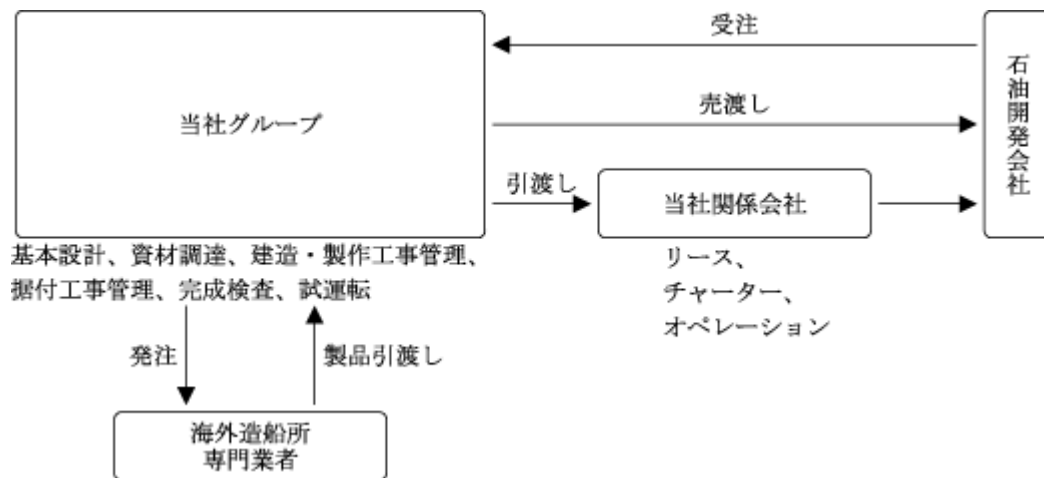 受注
石油開発会社
当社グループ
売渡し
引渡し
当社関係会社
基本設計、資材調達、建造・製作工事管理、
据付工事管理、完成検査、試運転
リース、
チャーター、
オペレーション
発注
製品引渡し
海外造船所
専門業者